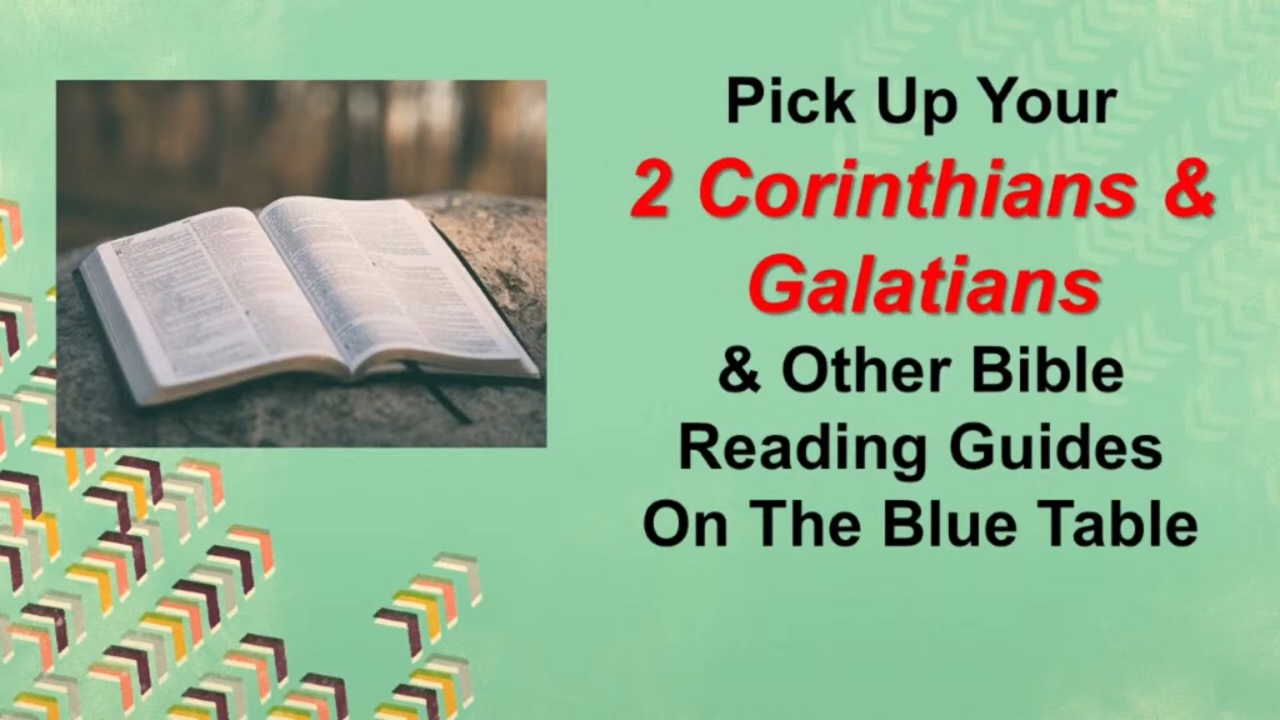 Pick Up Your
2 Corinthians &
Galatians
& Other Bible
Reading Guides
On The Blue Table